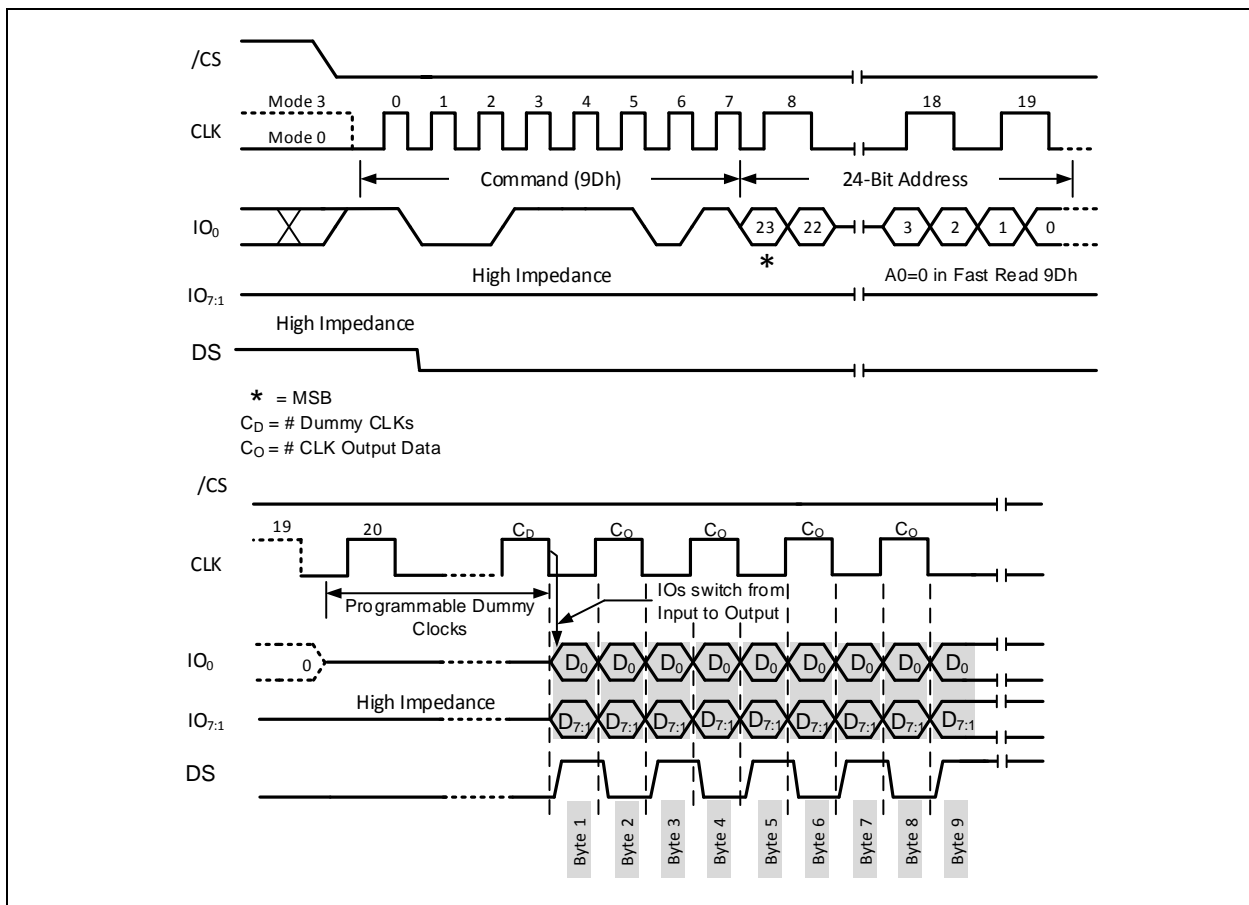 /CS
Mode 3
0 1 2 3 4 5 6 7 8 18 19
CLK
Mode 0
Command (9Dh)
24-Bit Address
IO0
23 22 3 2 1 0
*
High Impedance
A0=0 in Fast Read 9Dh
IO7:1
High Impedance
DS
* = MSB
CD = # Dummy CLKs
CO = # CLK Output Data
/CS
19 20 CD CO CO CO CO
CLK
Programmable Dummy
Clocks
IOs switch from
Input to Output
IO0
0 D0 D0 D0 D0 D0 D0 D0 D0 D0
High Impedance
IO7:1
D7:1 D7:1 D7:1 D7:1 D7:1 D7:1 D7:1 D7:1 D7:1
DS
Byte 1
Byte 2
Byte 3
Byte 4
Byte 5
Byte 6
Byte 7
Byte 8
Byte 9